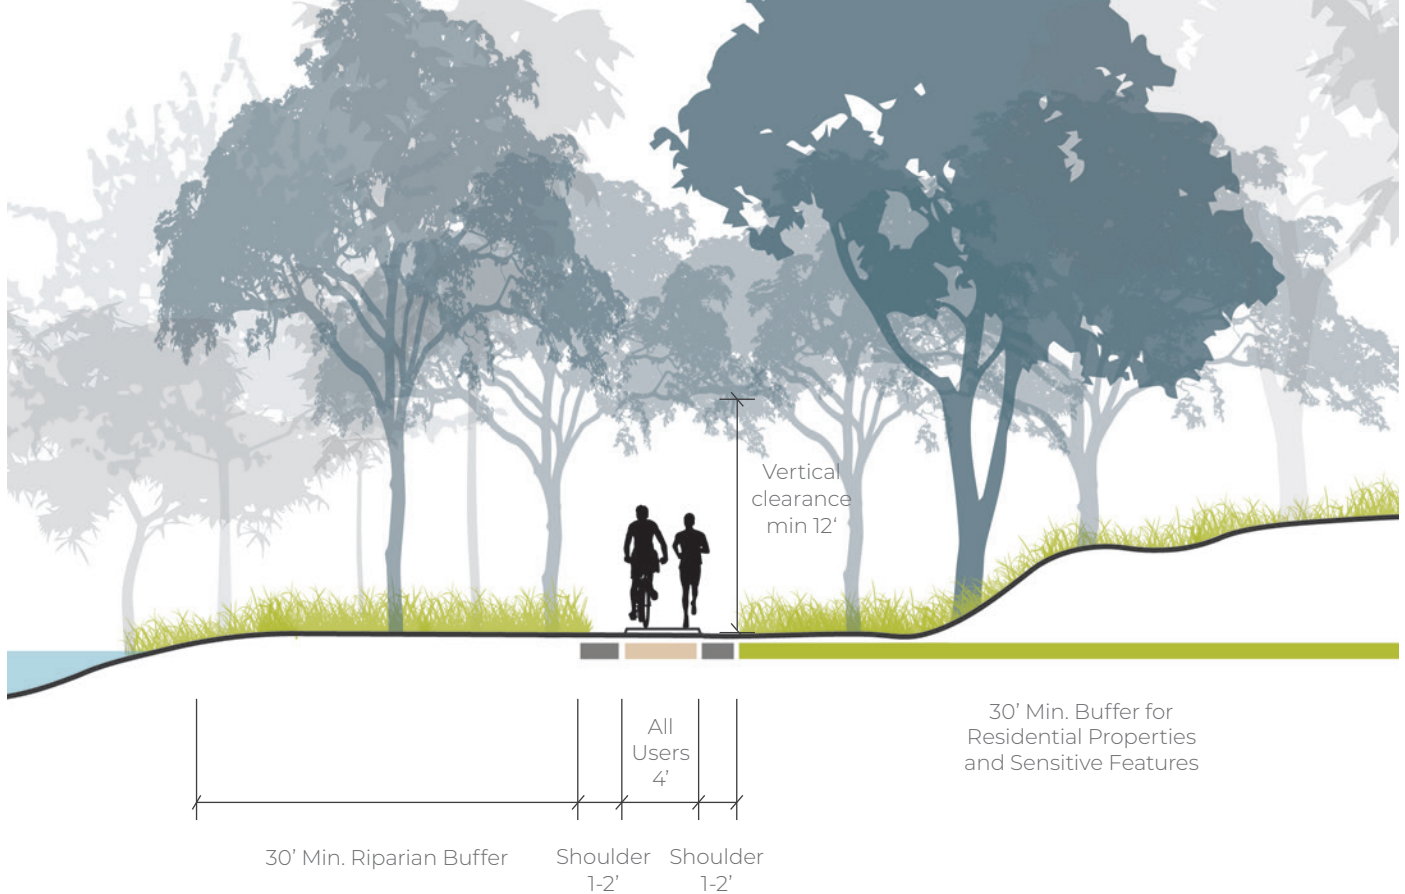 Vertical
clearance
min 12‘
30’ Min. Buffer for
Residential Properties
and Sensitive Features
All
Users
4’
30’ Min. Riparian Buffer
Shoulder
1-2’
Shoulder
1-2’